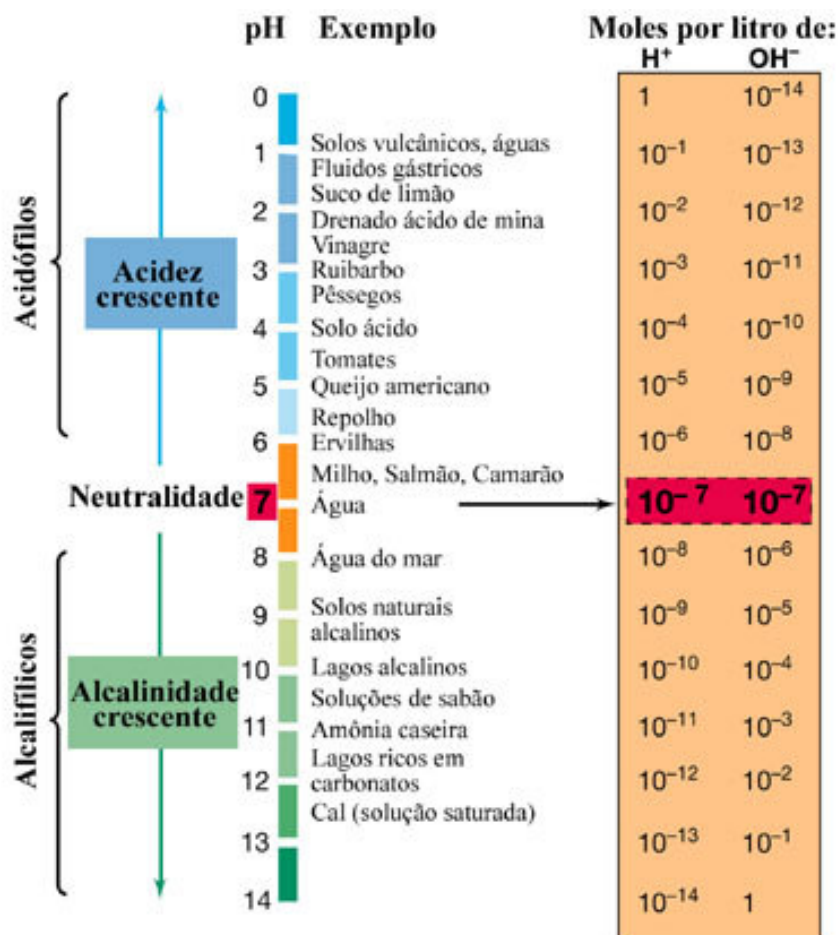 pH Exemplo Moles por litro de:
H⁺ OH⁻
0 1 10⁻¹⁴
Solos vulcânicos, águas
1 Fluidos gástricos 10⁻¹ 10⁻¹³
Suco de limão
2 Drenado ácido de mina 10⁻² 10⁻¹²
Vinagre
3 Ruibarbo 10⁻³ 10⁻¹¹
Pêssegos
4 Solo ácido 10⁻⁴ 10⁻¹⁰
Tomates
5 Queijo americano 10⁻⁵ 10⁻⁹
Repolho
6 Ervilhas 10⁻⁶ 10⁻⁸
Milho, Salmão, Camarão
Neutralidade 7 Água 10⁻⁷ 10⁻⁷
8 Água do mar 10⁻⁸ 10⁻⁶
Solos naturais
9 alcalinos 10⁻⁹ 10⁻⁵
10 Lagos alcalinos 10⁻¹⁰ 10⁻⁴
Soluções de sabão
11 Amônia caseira 10⁻¹¹ 10⁻³
Lagos ricos em
12 carbonatos 10⁻¹² 10⁻²
Cal (solução saturada)
13 10⁻¹³ 10⁻¹
14 10⁻¹⁴ 1
Acidófilos
Acidez
crescente
Alcalifílicos
Alcalinidade
crescente